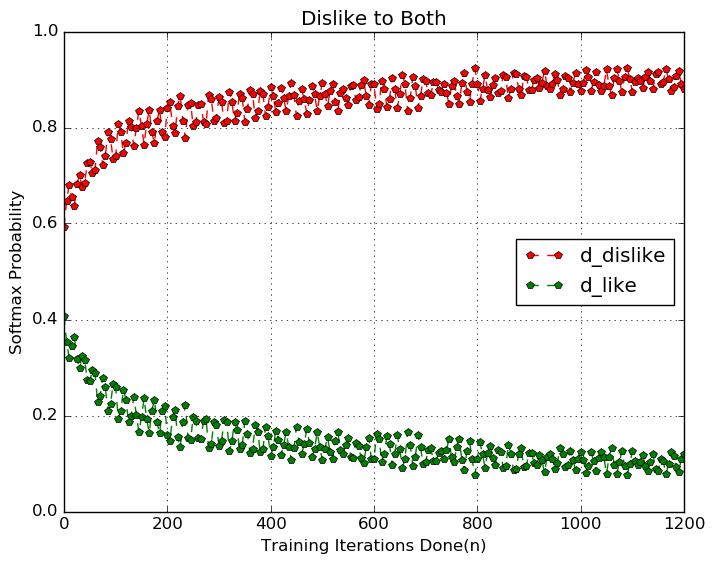 Dislike to Both
1.0
0.8
0.6
0.4
0.2
0.0
Softmax Probability
d_dislike
d_like
0 200 400 600 800 1000 1200
Training Iterations Done(n)